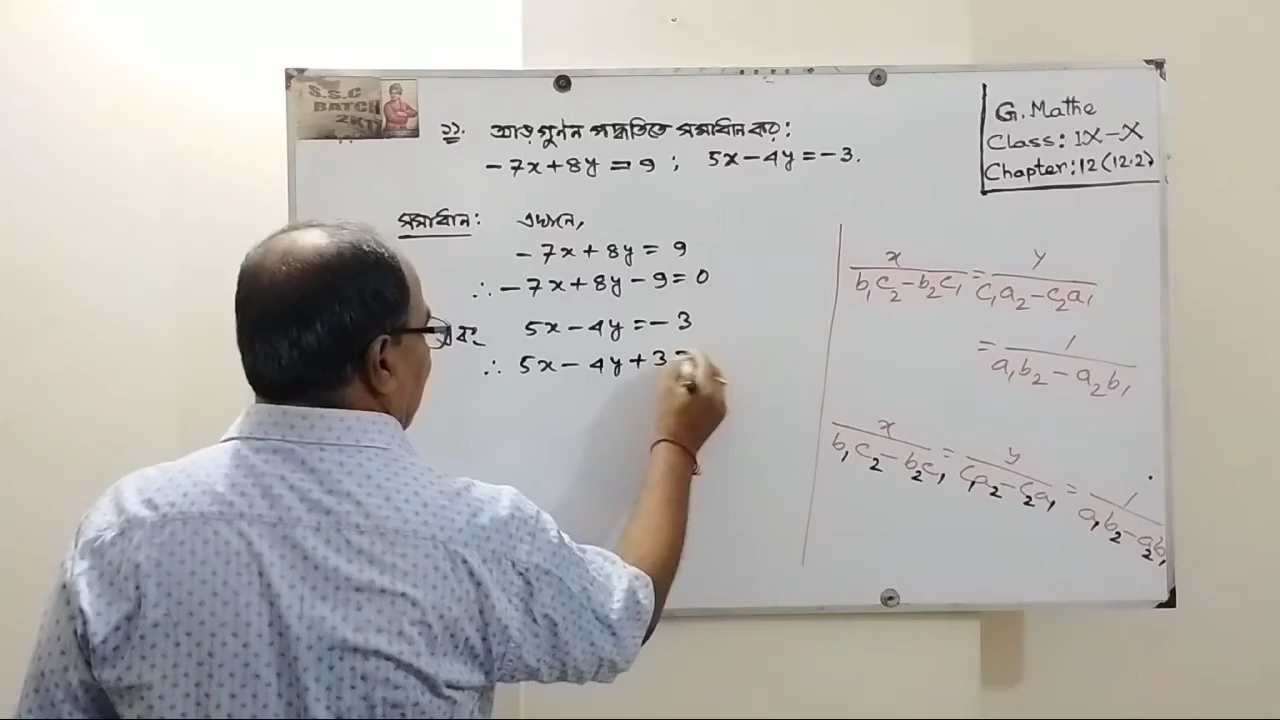 S.S.C
BATCH
2K17
১১. আড়গুণন পদ্ধতিতে সমাধান কর:
-7x+8y=9; 5x-4y=-3.
G. Mathe
Class: IX-X
Chapter: 12(12.2)
সমাধান: এখানে,
-7x+8y=9
∴ -7x+8y-9=0
এবং 5x-4y=-3
∴ 5x-4y+3=
x/(b₁c₂-b₂c₁) = y/(c₁a₂-c₂a₁)
= 1/(a₁b₂-a₂b₁)
x/(b₁c₂-b₂c₁) = y/(c₁a₂-c₂a₁) = 1/(a₁b₂-a₂b₁)